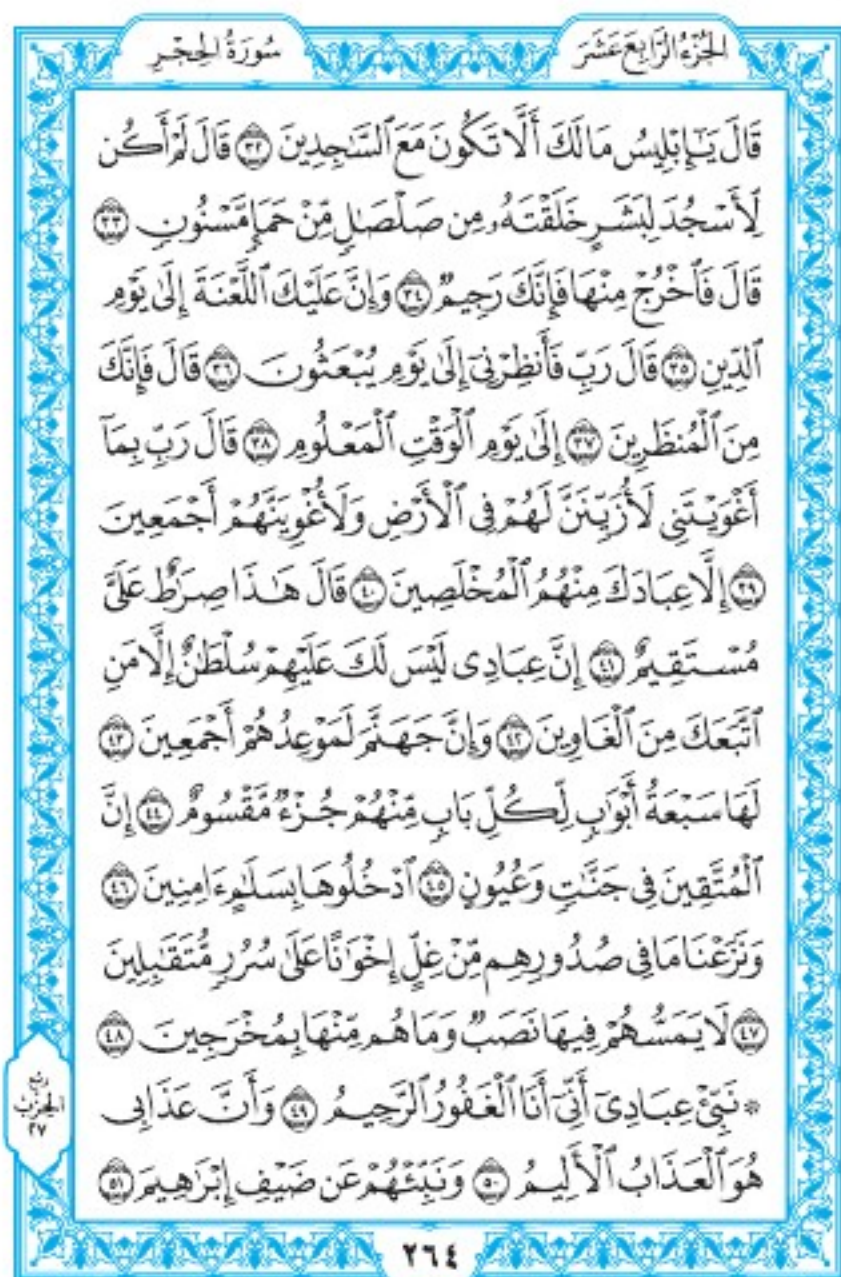 الجُزْءُ الرَّابِعَ عَشَرَ
سُورَةُ الحِجْرِ
قَالَ يَـٰٓإِبْلِيسُ مَا لَكَ أَلَّا تَكُونَ مَعَ ٱلسَّـٰجِدِينَ ٣٢ قَالَ لَمْ أَكُن
لِّأَسْجُدَ لِبَشَرٍ خَلَقْتَهُۥ مِن صَلْصَـٰلٍ مِّنْ حَمَإٍ مَّسْنُونٍ ٣٣
قَالَ فَٱخْرُجْ مِنْهَا فَإِنَّكَ رَجِيمٌ ٣٤ وَإِنَّ عَلَيْكَ ٱللَّعْنَةَ إِلَىٰ يَوْمِ
ٱلدِّينِ ٣٥ قَالَ رَبِّ فَأَنظِرْنِىٓ إِلَىٰ يَوْمِ يُبْعَثُونَ ٣٦ قَالَ فَإِنَّكَ
مِنَ ٱلْمُنظَرِينَ ٣٧ إِلَىٰ يَوْمِ ٱلْوَقْتِ ٱلْمَعْلُومِ ٣٨ قَالَ رَبِّ بِمَآ
أَغْوَيْتَنِى لَأُزَيِّنَنَّ لَهُمْ فِى ٱلْأَرْضِ وَلَأُغْوِيَنَّهُمْ أَجْمَعِينَ
٣٩ إِلَّا عِبَادَكَ مِنْهُمُ ٱلْمُخْلَصِينَ ٤٠ قَالَ هَـٰذَا صِرَٰطٌ عَلَىَّ
مُسْتَقِيمٌ ٤١ إِنَّ عِبَادِى لَيْسَ لَكَ عَلَيْهِمْ سُلْطَـٰنٌ إِلَّا مَنِ
ٱتَّبَعَكَ مِنَ ٱلْغَاوِينَ ٤٢ وَإِنَّ جَهَنَّمَ لَمَوْعِدُهُمْ أَجْمَعِينَ ٤٣
لَهَا سَبْعَةُ أَبْوَٰبٍ لِّكُلِّ بَابٍ مِّنْهُمْ جُزْءٌ مَّقْسُومٌ ٤٤ إِنَّ
ٱلْمُتَّقِينَ فِى جَنَّـٰتٍ وَعُيُونٍ ٤٥ ٱدْخُلُوهَا بِسَلَـٰمٍ ءَامِنِينَ ٤٦
وَنَزَعْنَا مَا فِى صُدُورِهِم مِّنْ غِلٍّ إِخْوَٰنًا عَلَىٰ سُرُرٍ مُّتَقَـٰبِلِينَ
٤٧ لَا يَمَسُّهُمْ فِيهَا نَصَبٌ وَمَا هُم مِّنْهَا بِمُخْرَجِينَ ٤٨
۞ نَبِّئْ عِبَادِىٓ أَنِّىٓ أَنَا ٱلْغَفُورُ ٱلرَّحِيمُ ٤٩ وَأَنَّ عَذَابِى
هُوَ ٱلْعَذَابُ ٱلْأَلِيمُ ٥٠ وَنَبِّئْهُمْ عَن ضَيْفِ إِبْرَٰهِيمَ ٥١
ربع
الحزب
٢٧
٢٦٤